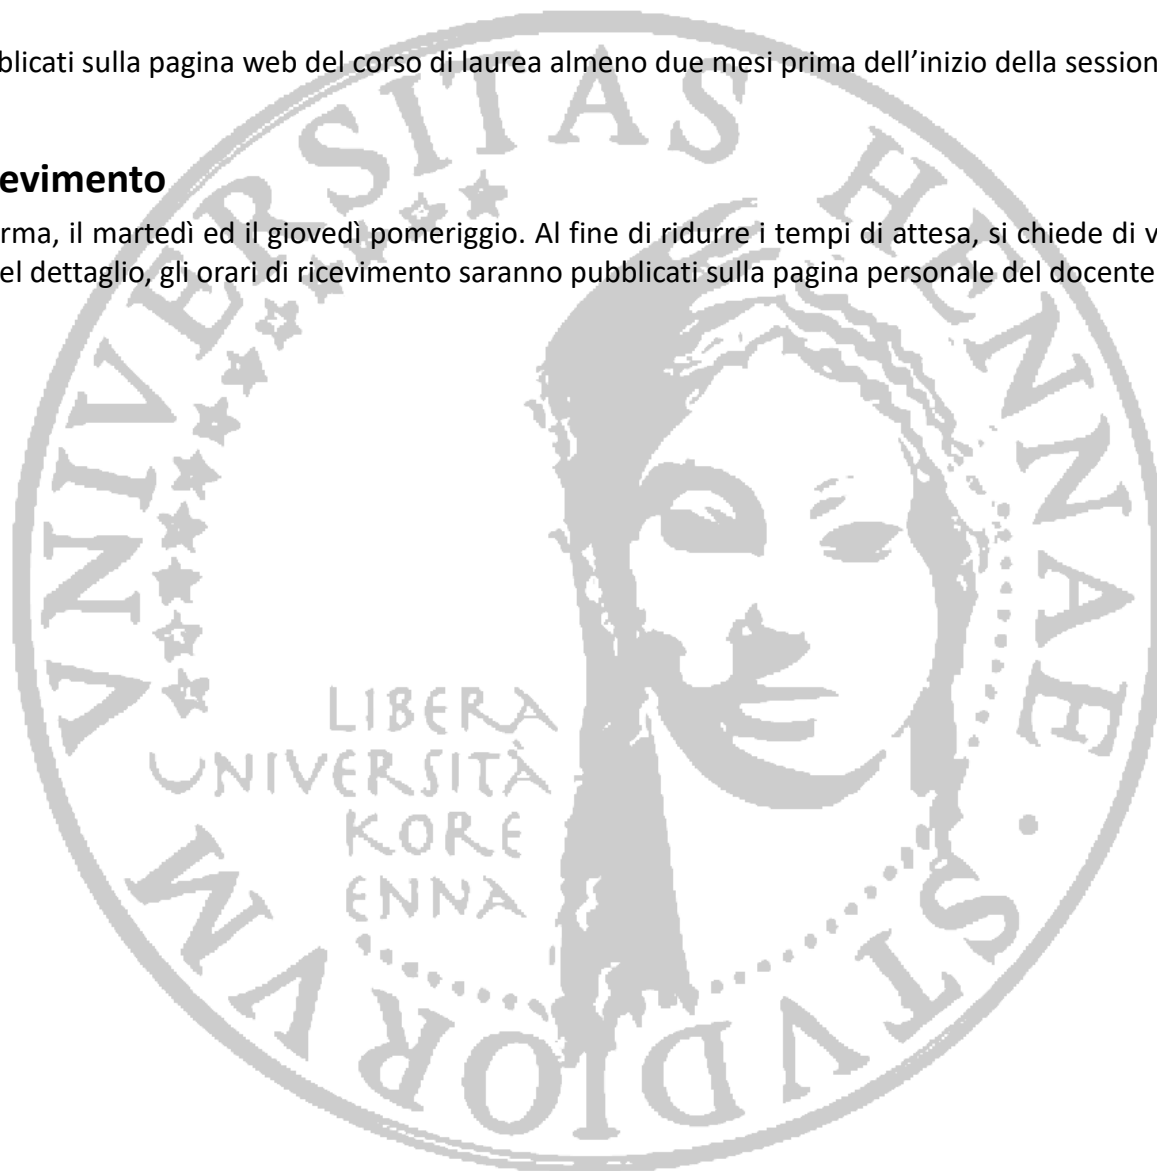 blicati sulla pagina web del corso di laurea almeno due mesi prima dell’inizio della session
evimento
rma, il martedì ed il giovedì pomeriggio. Al fine di ridurre i tempi di attesa, si chiede di v
el dettaglio, gli orari di ricevimento saranno pubblicati sulla pagina personale del docente
VNIVERSITAS HENNAE · STVDIORVM
LIBERA
UNIVERSITÀ
KORE
ENNA